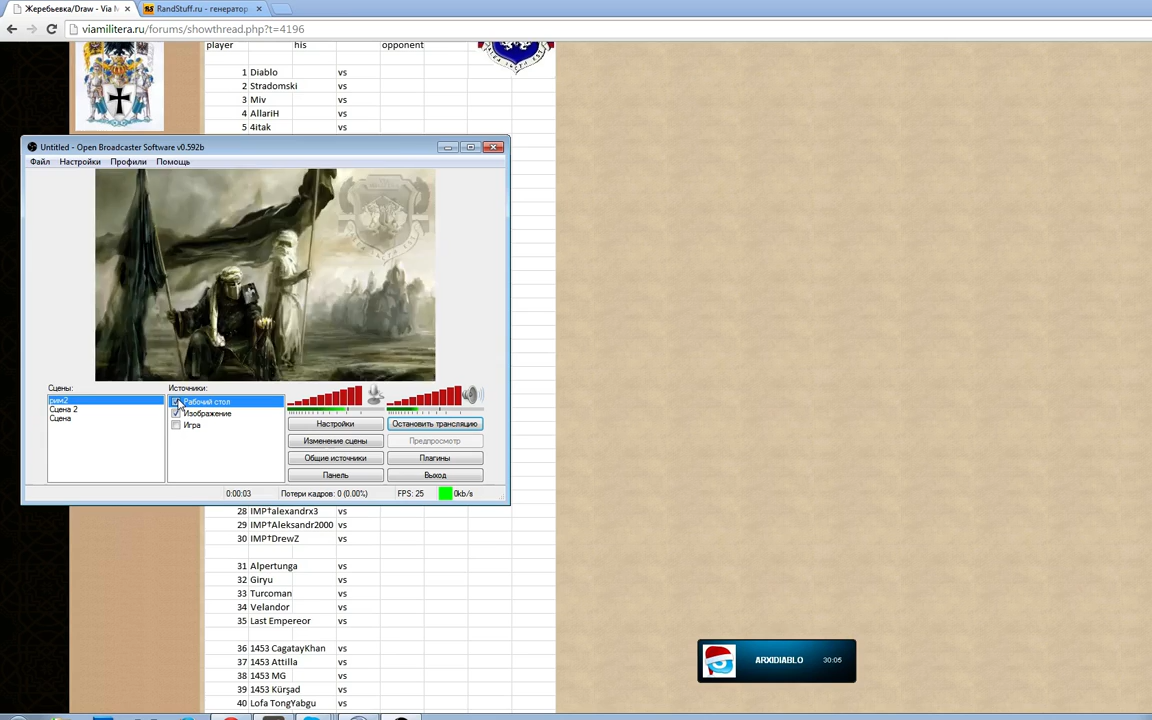 Жеребьевка/Draw - Via M
RandStuff.ru - генератор
viamilitera.ru/forums/showthread.php?t=4196
player his opponent
1 Diablo vs
2 Stradomski vs
3 Miv vs
4 AllariH vs
5 4itak vs
Untitled - Open Broadcaster Software v0.592b
Файл Настройки Профили Помощь
Сцены: Источники:
рим2
Сцена 2
Сцена
Рабочий стол
Изображение
Игра
Настройки Остановить трансляцию
Изменение сцены Предпросмотр
Общие источники Плагины
Панель Выход
0:00:03 Потери кадров: 0 (0.00%) FPS: 25 0kb/s
28 IMP†alexandrx3 vs
29 IMP†Aleksandr2000 vs
30 IMP†DrewZ vs
31 Alpertunga vs
32 Giryu vs
33 Turcoman vs
34 Velandor vs
35 Last Empereor vs
36 1453 CagatayKhan vs
37 1453 Attilla vs
38 1453 MG vs
39 1453 Kürşad vs
40 Lofa TongYabgu vs
ARXIDIABLO 30:05